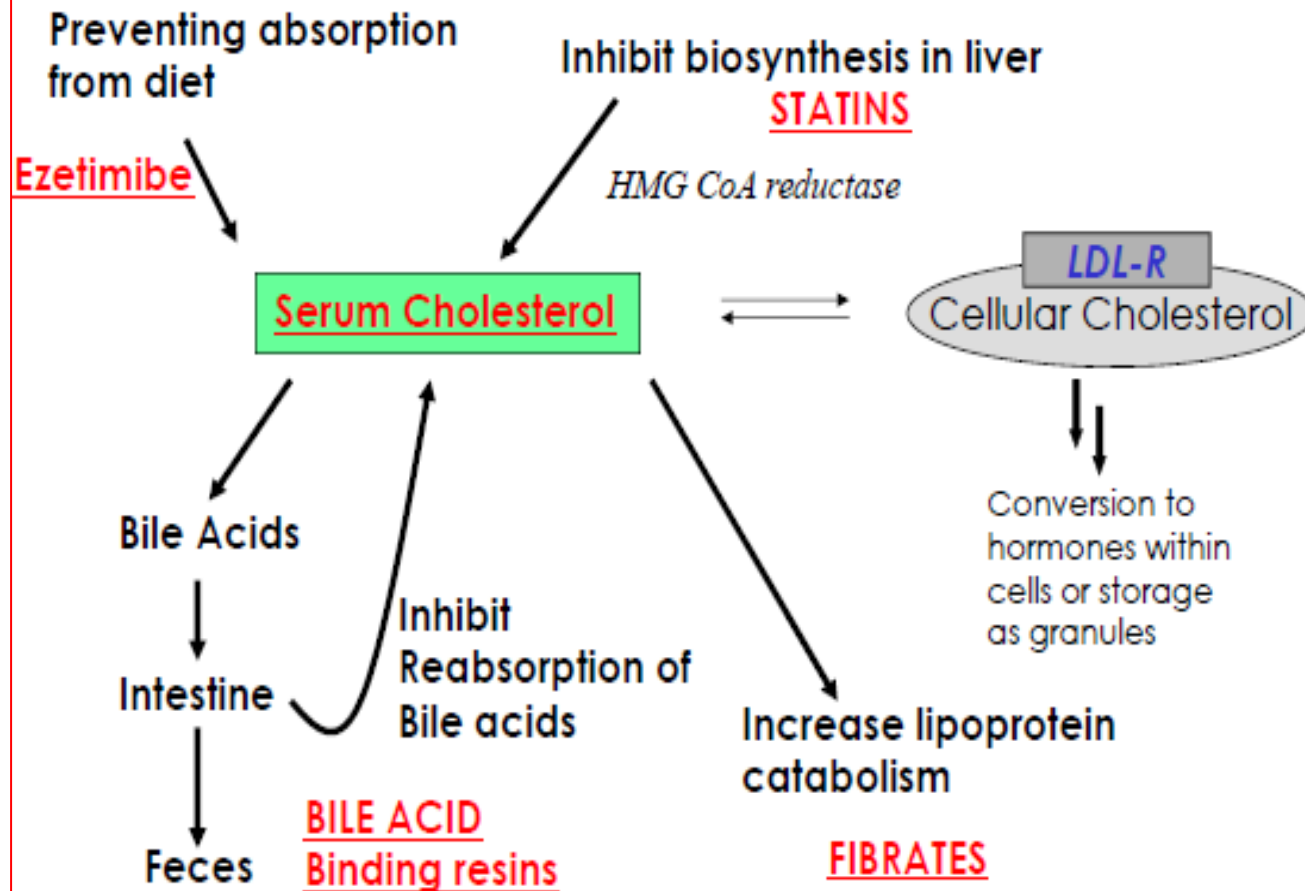 Preventing absorption
from diet
Ezetimibe
Inhibit biosynthesis in liver
STATINS
HMG CoA reductase
Serum Cholesterol
LDL-R
Cellular Cholesterol
Conversion to
hormones within
cells or storage
as granules
Bile Acids
Intestine
Feces
Inhibit
Reabsorption of
Bile acids
BILE ACID
Binding resins
Increase lipoprotein
catabolism
FIBRATES